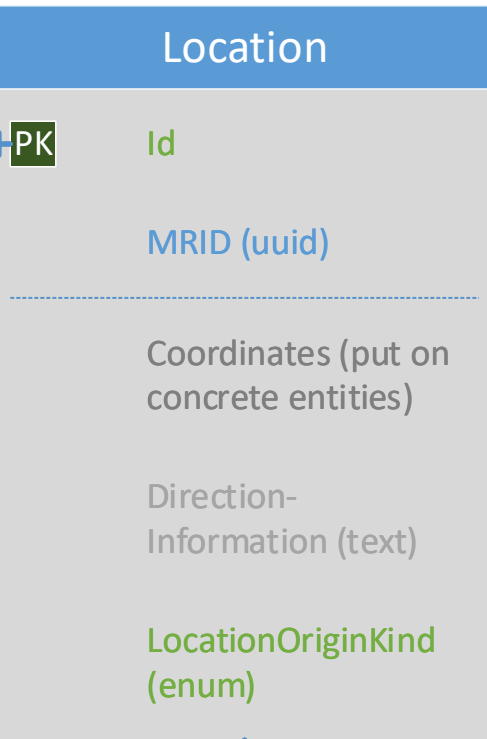 Location
PK Id
MRID (uuid)
Coordinates (put on
concrete entities)
Direction-
Information (text)
LocationOriginKind
(enum)